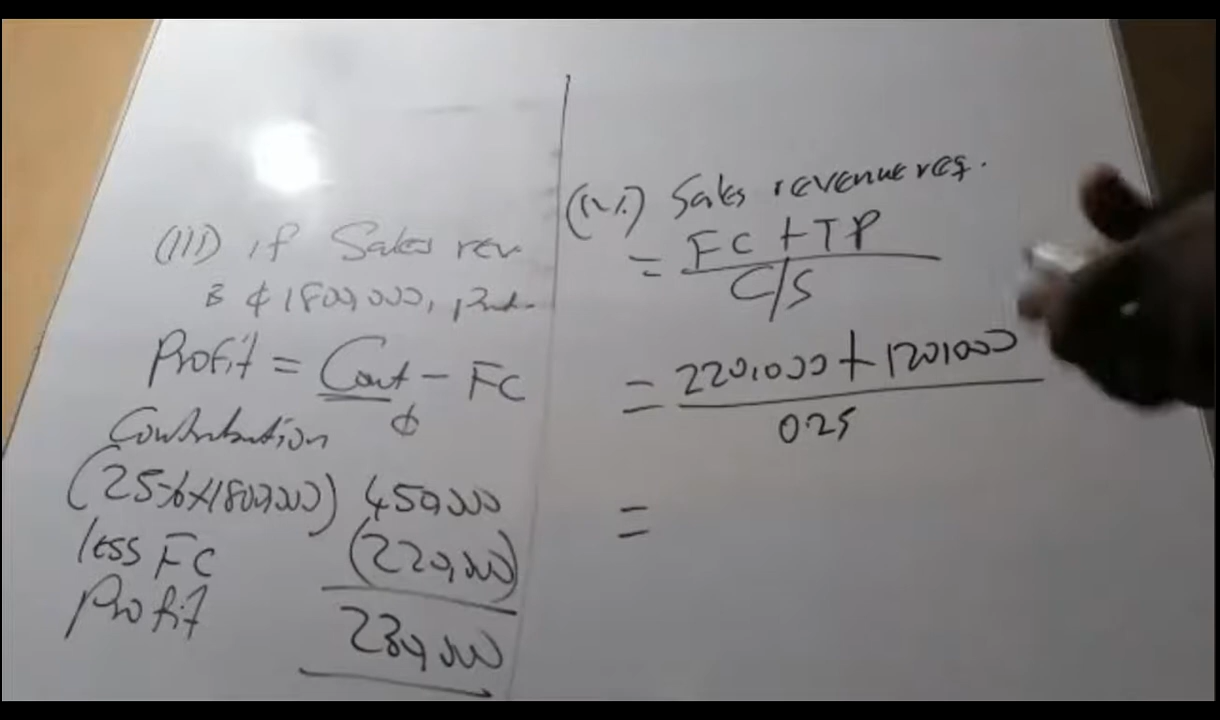 (III) if Sales rev
is ¢1800,000, prof.
Profit = Cont - FC
¢
Contribution
(25% x 1800,000) 450,000
less FC (220,000)
Profit 230,000
(iv) Sales revenue req.
= FC + TP
C/S
= 220,000 + 120,000
0.25
=